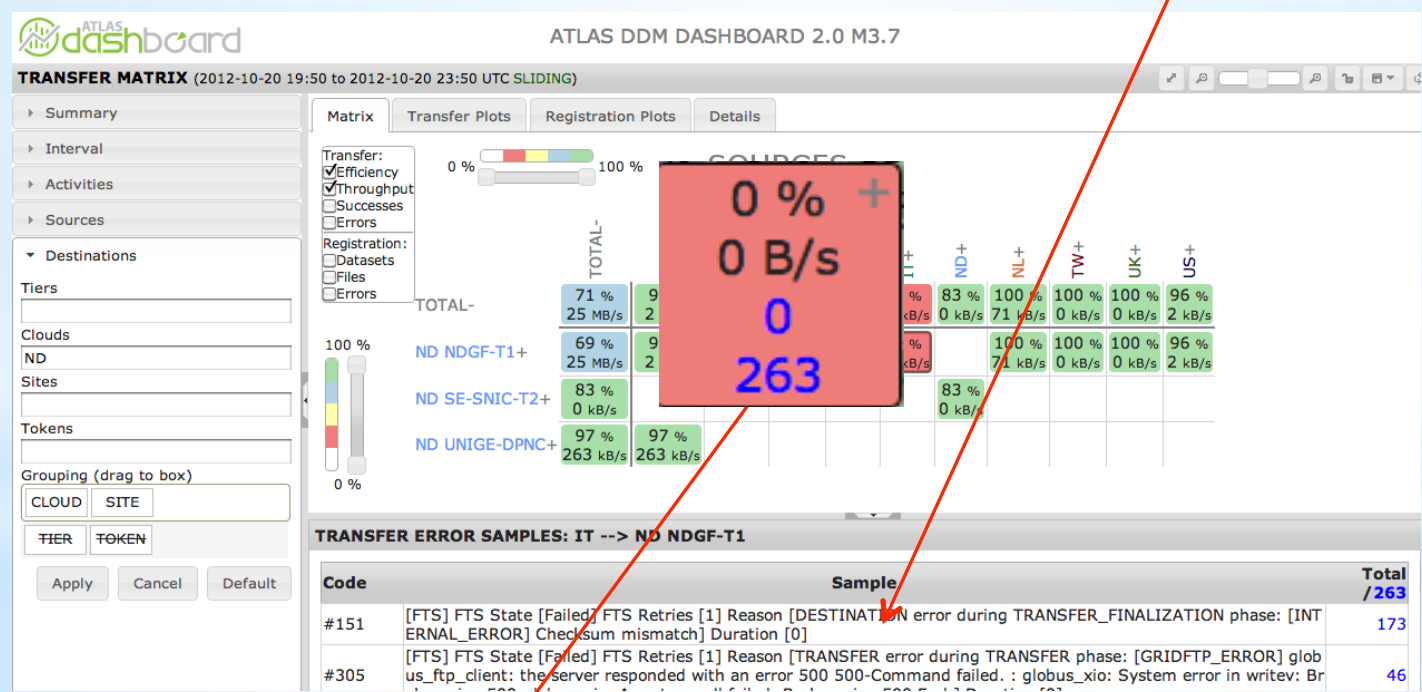 ATLAS
dashboard
ATLAS DDM DASHBOARD 2.0 M3.7
TRANSFER MATRIX (2012-10-20 19:50 to 2012-10-20 23:50 UTC SLIDING)
Summary
Interval
Activities
Sources
Destinations
Tiers
Clouds
ND
Sites
Tokens
Grouping (drag to box)
CLOUD SITE
TIER TOKEN
Apply Cancel Default
Matrix Transfer Plots Registration Plots Details
Transfer:
Efficiency
Throughput
Successes
Errors
Registration:
Datasets
Files
Errors
0 % 100 %
SOURCES
TOTAL- IT+ ND+ NL+ TW+ UK+ US+
0 % +
0 B/s
0
263
100 %
0 %
TOTAL- 71 % 9 % 83 % 100 % 100 % 100 % 96 %
25 MB/s 2 kB/s 0 kB/s 71 kB/s 0 kB/s 0 kB/s 2 kB/s
ND NDGF-T1+ 69 % 9 % 100 % 100 % 100 % 96 %
25 MB/s 2 kB/s 71 kB/s 0 kB/s 0 kB/s 2 kB/s
ND SE-SNIC-T2+ 83 % 83 %
0 kB/s 0 kB/s
ND UNIGE-DPNC+ 97 % 97 %
263 kB/s 263 kB/s
TRANSFER ERROR SAMPLES: IT --> ND NDGF-T1
Code Sample Total
/263
#151 [FTS] FTS State [Failed] FTS Retries [1] Reason [DESTINATION error during TRANSFER_FINALIZATION phase: [INT
ERNAL_ERROR] Checksum mismatch] Duration [0] 173
#305 [FTS] FTS State [Failed] FTS Retries [1] Reason [TRANSFER error during TRANSFER phase: [GRIDFTP_ERROR] glob
us_ftp_client: the server responded with an error 500 500-Command failed. : globus_xio: System error in writev: Br 46